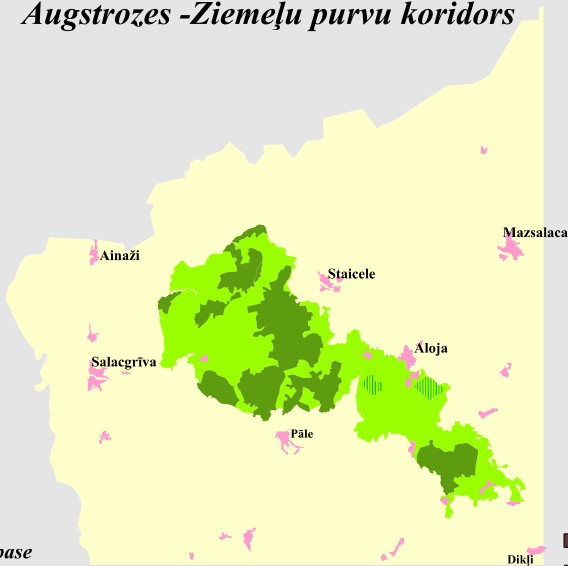 Augstrozes -Ziemeļu purvu koridors
Mazsalaca
Ainaži
Staicele
Aloja
Salacgrīva
Pāle
Dikļi